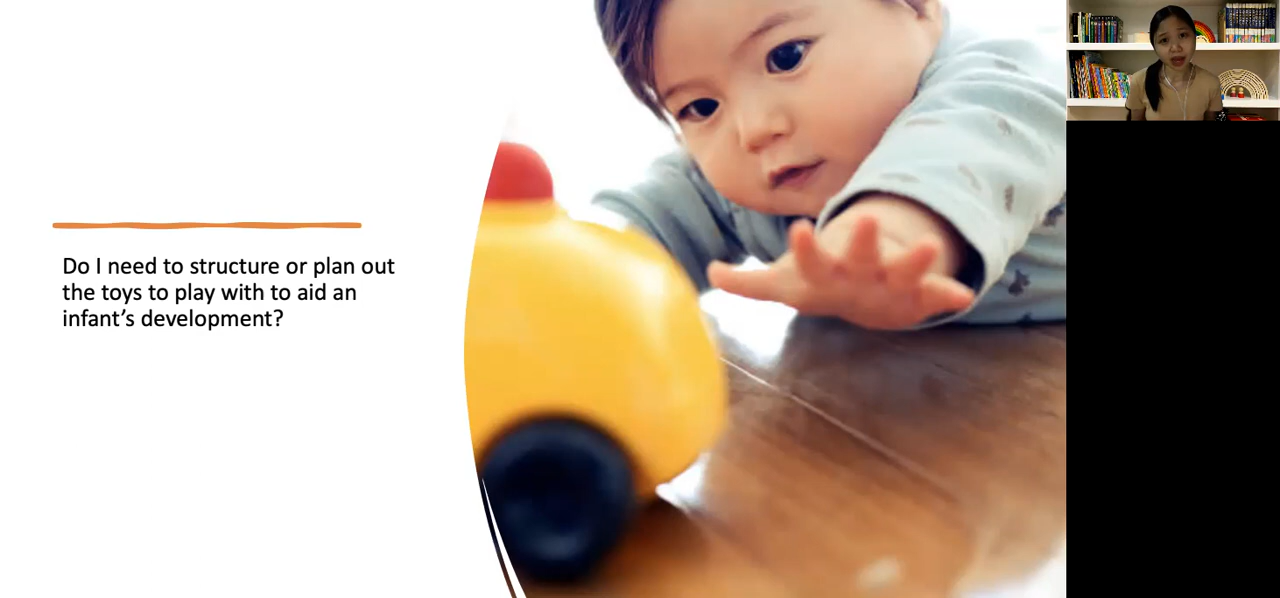 Do I need to structure or plan out
the toys to play with to aid an
infant’s development?